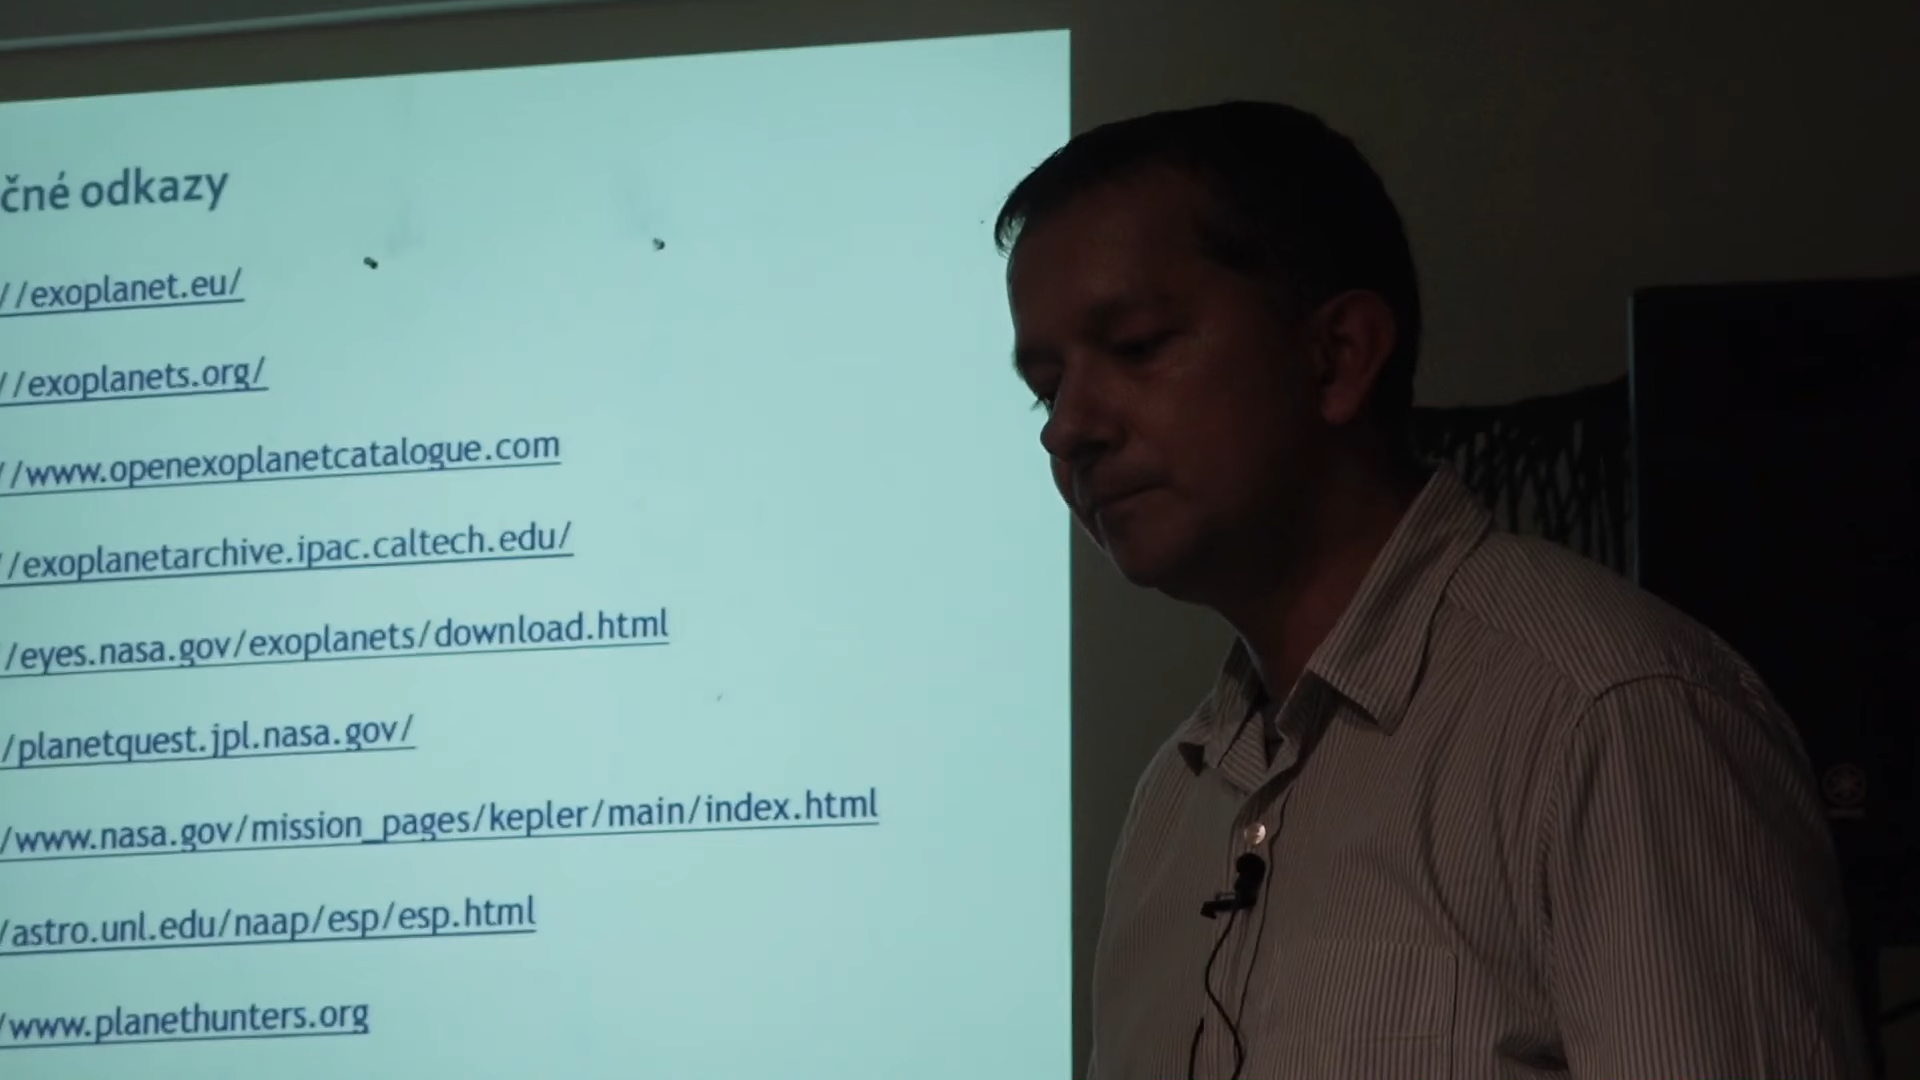 čné odkazy
//exoplanet.eu/
//exoplanets.org/
//www.openexoplanetcatalogue.com
//exoplanetarchive.ipac.caltech.edu/
/eyes.nasa.gov/exoplanets/download.html
/planetquest.jpl.nasa.gov/
/www.nasa.gov/mission_pages/kepler/main/index.html
/astro.unl.edu/naap/esp/esp.html
/www.planethunters.org